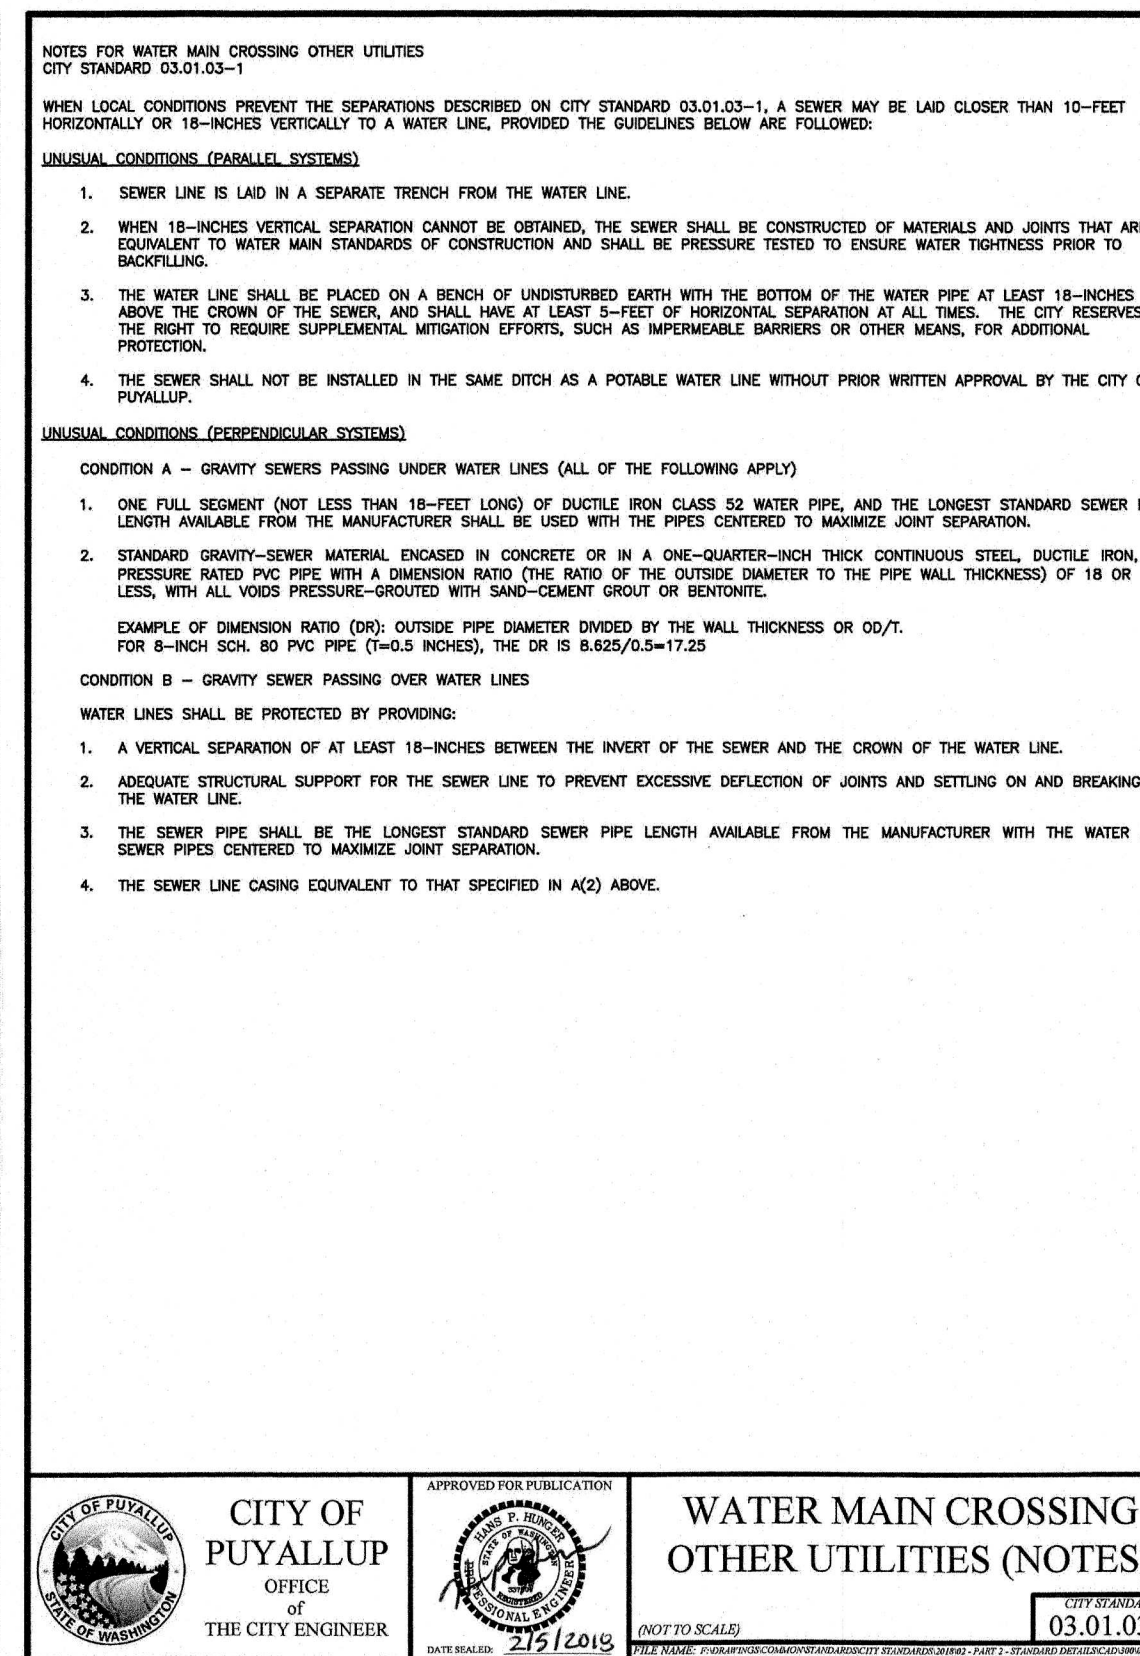 NOTES FOR WATER MAIN CROSSING OTHER UTILITIES
CITY STANDARD 03.01.03-1
WHEN LOCAL CONDITIONS PREVENT THE SEPARATIONS DESCRIBED ON CITY STANDARD 03.01.03-1, A SEWER MAY BE LAID CLOSER THAN 10-FEET
HORIZONTALLY OR 18-INCHES VERTICALLY TO A WATER LINE, PROVIDED THE GUIDELINES BELOW ARE FOLLOWED:
UNUSUAL CONDITIONS (PARALLEL SYSTEMS)
1. SEWER LINE IS LAID IN A SEPARATE TRENCH FROM THE WATER LINE.
2. WHEN 18-INCHES VERTICAL SEPARATION CANNOT BE OBTAINED, THE SEWER SHALL BE CONSTRUCTED OF MATERIALS AND JOINTS THAT
EQUIVALENT TO WATER MAIN STANDARDS OF CONSTRUCTION AND SHALL BE PRESSURE TESTED TO ENSURE WATER TIGHTNESS PRIOR TO
BACKFILLING.
3. THE WATER LINE SHALL BE PLACED ON A BENCH OF UNDISTURBED EARTH WITH THE BOTTOM OF THE WATER PIPE AT LEAST 18-INCHES
ABOVE THE CROWN OF THE SEWER, AND SHALL HAVE AT LEAST 5-FEET OF HORIZONTAL SEPARATION AT ALL TIMES. THE CITY RESERVES
THE RIGHT TO REQUIRE SUPPLEMENTAL MITIGATION EFFORTS, SUCH AS IMPERMEABLE BARRIERS OR OTHER MEANS, FOR ADDITIONAL
PROTECTION.
4. THE SEWER SHALL NOT BE INSTALLED IN THE SAME DITCH AS A POTABLE WATER LINE WITHOUT PRIOR WRITTEN APPROVAL BY THE CITY
PUYALLUP.
UNUSUAL CONDITIONS (PERPENDICULAR SYSTEMS)
CONDITION A - GRAVITY SEWERS PASSING UNDER WATER LINES (ALL OF THE FOLLOWING APPLY)
1. ONE FULL SEGMENT (NOT LESS THAN 18-FEET LONG) OF DUCTILE IRON CLASS 52 WATER PIPE, AND THE LONGEST STANDARD SEWER
LENGTH AVAILABLE FROM THE MANUFACTURER SHALL BE USED WITH THE PIPES CENTERED TO MAXIMIZE JOINT SEPARATION.
2. STANDARD GRAVITY-SEWER MATERIAL ENCASED IN CONCRETE OR IN A ONE-QUARTER-INCH THICK CONTINUOUS STEEL, DUCTILE IRON,
PRESSURE RATED PVC PIPE WITH A DIMENSION RATIO (THE RATIO OF THE OUTSIDE DIAMETER TO THE PIPE WALL THICKNESS) OF 18 OR
LESS, WITH ALL VOIDS PRESSURE-GROUTED WITH SAND-CEMENT GROUT OR BENTONITE.
EXAMPLE OF DIMENSION RATIO (DR): OUTSIDE PIPE DIAMETER DIVIDED BY THE WALL THICKNESS OR OD/T.
FOR 8-INCH SCH. 80 PVC PIPE (T=0.5 INCHES), THE DR IS 8.625/0.5=17.25
CONDITION B - GRAVITY SEWER PASSING OVER WATER LINES
WATER LINES SHALL BE PROTECTED BY PROVIDING:
1. A VERTICAL SEPARATION OF AT LEAST 18-INCHES BETWEEN THE INVERT OF THE SEWER AND THE CROWN OF THE WATER LINE.
2. ADEQUATE STRUCTURAL SUPPORT FOR THE SEWER LINE TO PREVENT EXCESSIVE DEFLECTION OF JOINTS AND SETTLING ON AND BREAKING
THE WATER LINE.
3. THE SEWER PIPE SHALL BE THE LONGEST STANDARD SEWER PIPE LENGTH AVAILABLE FROM THE MANUFACTURER WITH THE WATER
SEWER PIPES CENTERED TO MAXIMIZE JOINT SEPARATION.
4. THE SEWER LINE CASING EQUIVALENT TO THAT SPECIFIED IN A(2) ABOVE.
CITY OF PUYALLUP
STATE OF WASHINGTON
CITY OF
PUYALLUP
OFFICE
of
THE CITY ENGINEER
APPROVED FOR PUBLICATION
HANS P. HUNGER
STATE OF WASHINGTON
REGISTERED
PROFESSIONAL ENGINEER
DATE SEALED: 2/5/2019
WATER MAIN CROSSING
OTHER UTILITIES (NOTES
(NOT TO SCALE)
CITY STANDA
03.01.03
FILE NAME: F:\DRAWINGS\COMMON\STANDARDS\CITY STANDARDS\2018\02 - PART 2 - STANDARD DETAILS\CAD\300\